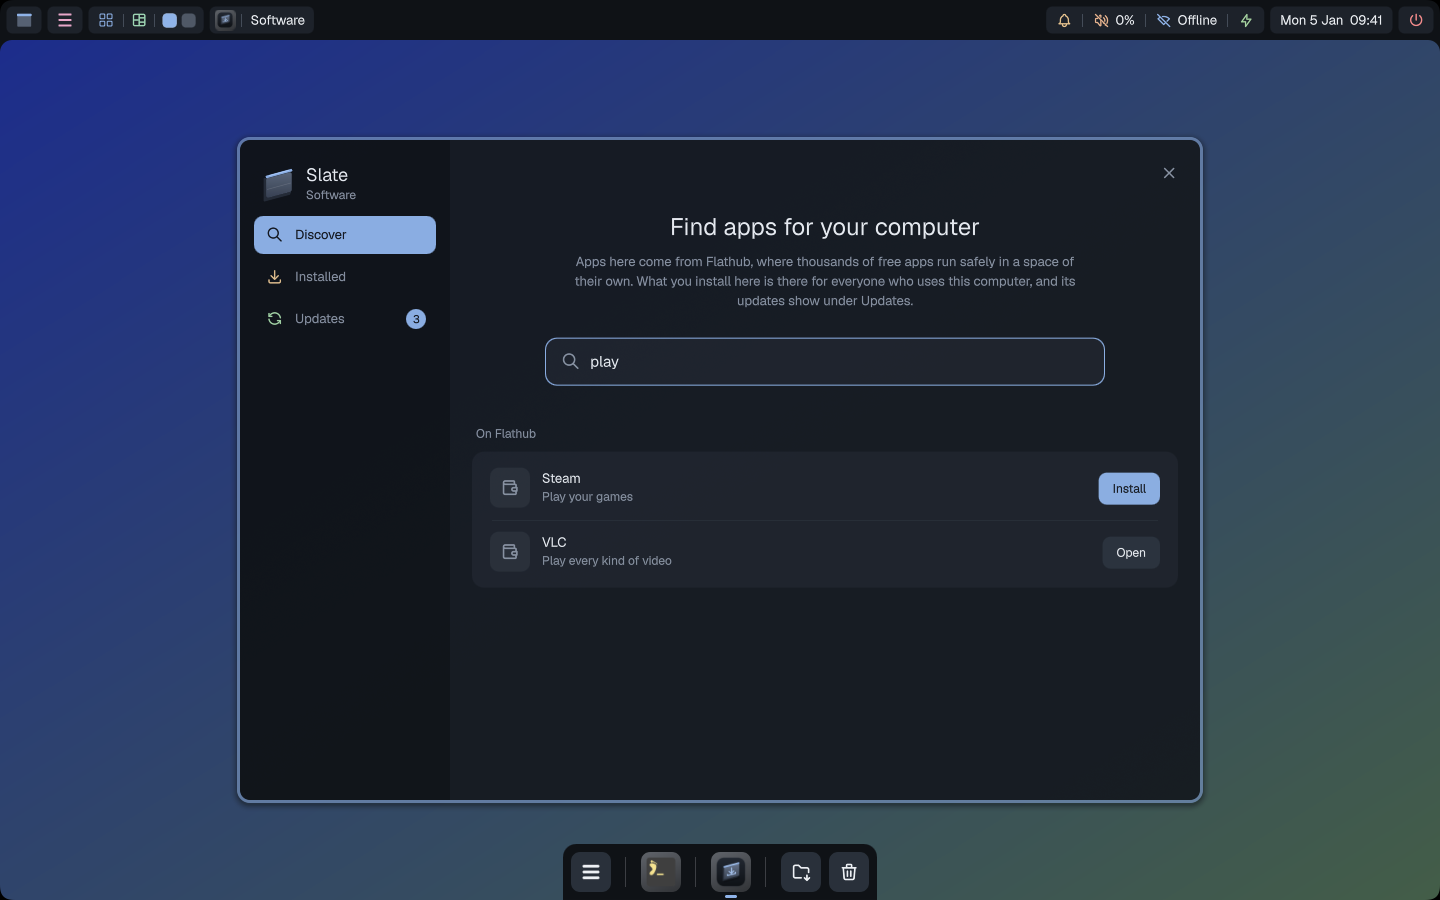 Software
0%
Offline
Mon 5 Jan 09:41
Slate
Software
Discover
Installed
Updates
3
Find apps for your computer
Apps here come from Flathub, where thousands of free apps run safely in a space of
their own. What you install here is there for everyone who uses this computer, and its
updates show under Updates.
play
On Flathub
Steam
Play your games
Install
VLC
Play every kind of video
Open